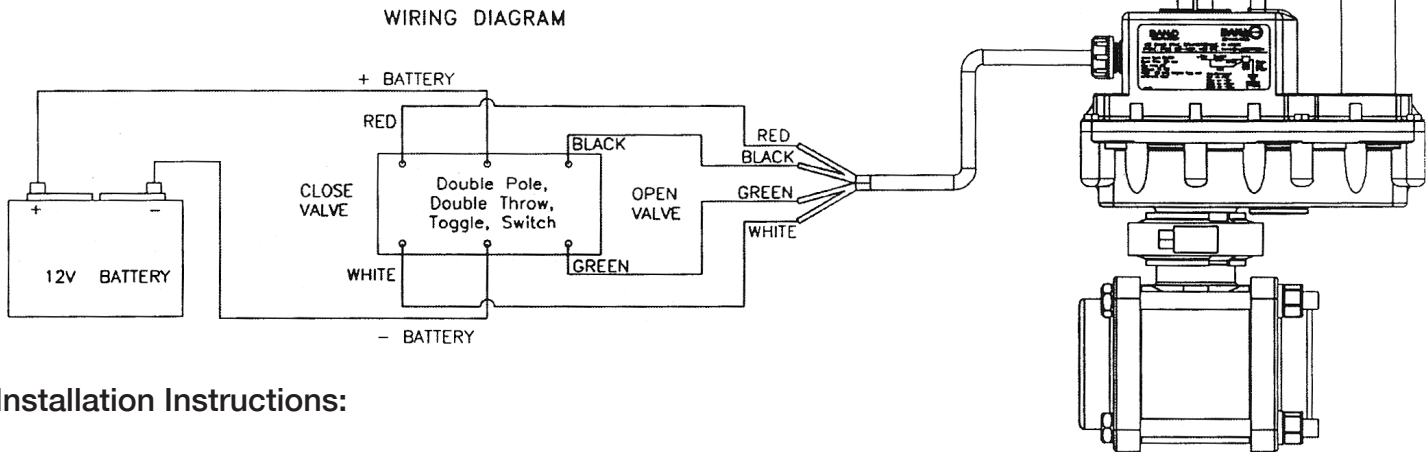 WIRING DIAGRAM
+ BATTERY
RED
BLACK
RED
BLACK
GREEN
WHITE
CLOSE
VALVE
Double Pole,
Double Throw,
Toggle, Switch
OPEN
VALVE
+ -
12V BATTERY
WHITE
GREEN
- BATTERY
Installation Instructions:
BANJO